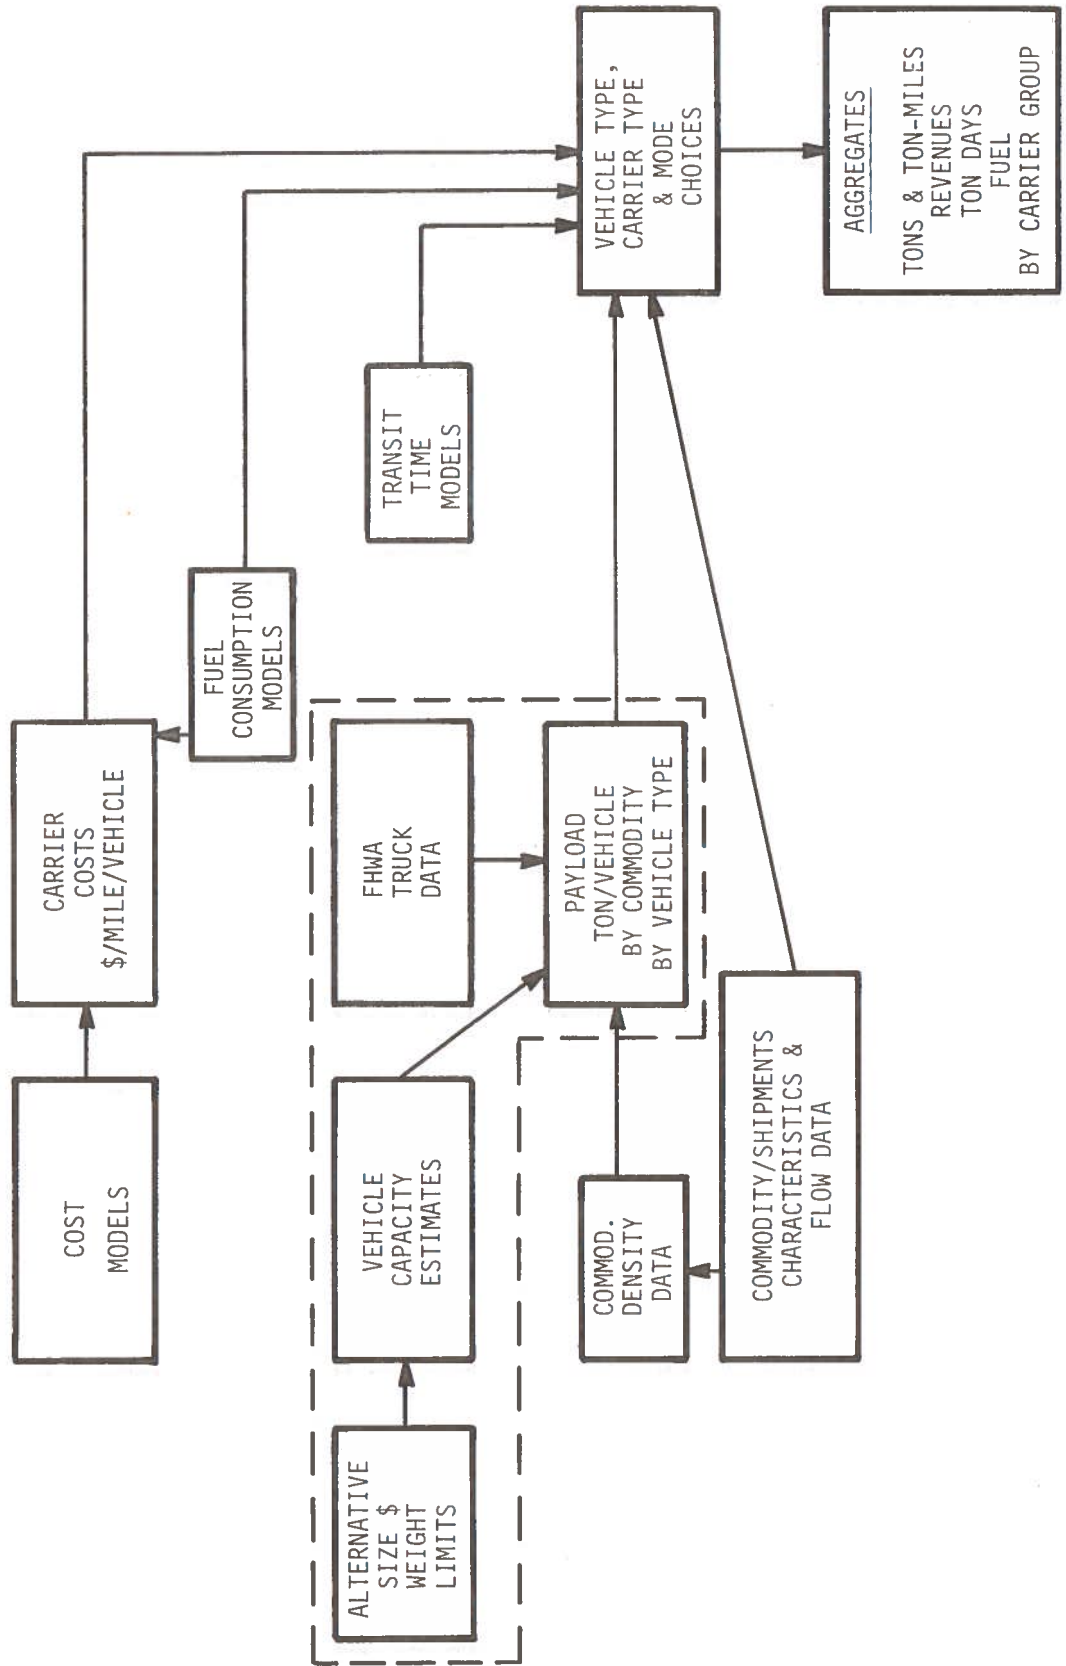 COST
MODELS
CARRIER
COSTS
$/MILE/VEHICLE
FUEL
CONSUMPTION
MODELS
ALTERNATIVE
SIZE $
WEIGHT
LIMITS
VEHICLE
CAPACITY
ESTIMATES
FHWA
TRUCK
DATA
TRANSIT
TIME
MODELS
COMMOD.
DENSITY
DATA
PAYLOAD
TON/VEHICLE
BY COMMODITY
BY VEHICLE TYPE
VEHICLE TYPE,
CARRIER TYPE
& MODE
CHOICES
COMMODITY/SHIPMENTS
CHARACTERISTICS &
FLOW DATA
AGGREGATES
TONS & TON-MILES
REVENUES
TON DAYS
FUEL
BY CARRIER GROUP